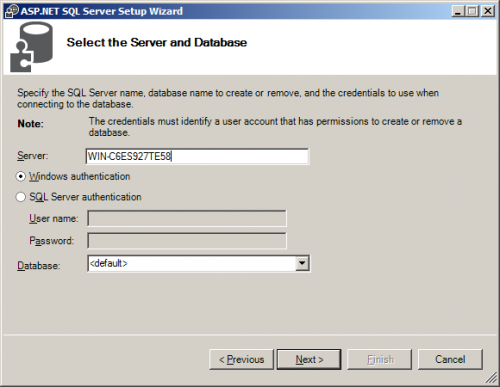 ASP.NET SQL Server Setup Wizard
Select the Server and Database
Specify the SQL Server name, database name to create or remove, and the credentials to use when
connecting to the database.
Note: The credentials must identify a user account that has permissions to create or remove a
database.
Server: WIN-C6ES927TE58
Windows authentication
SQL Server authentication
User name:
Password:
Database: <default>
< Previous Next > Finish Cancel